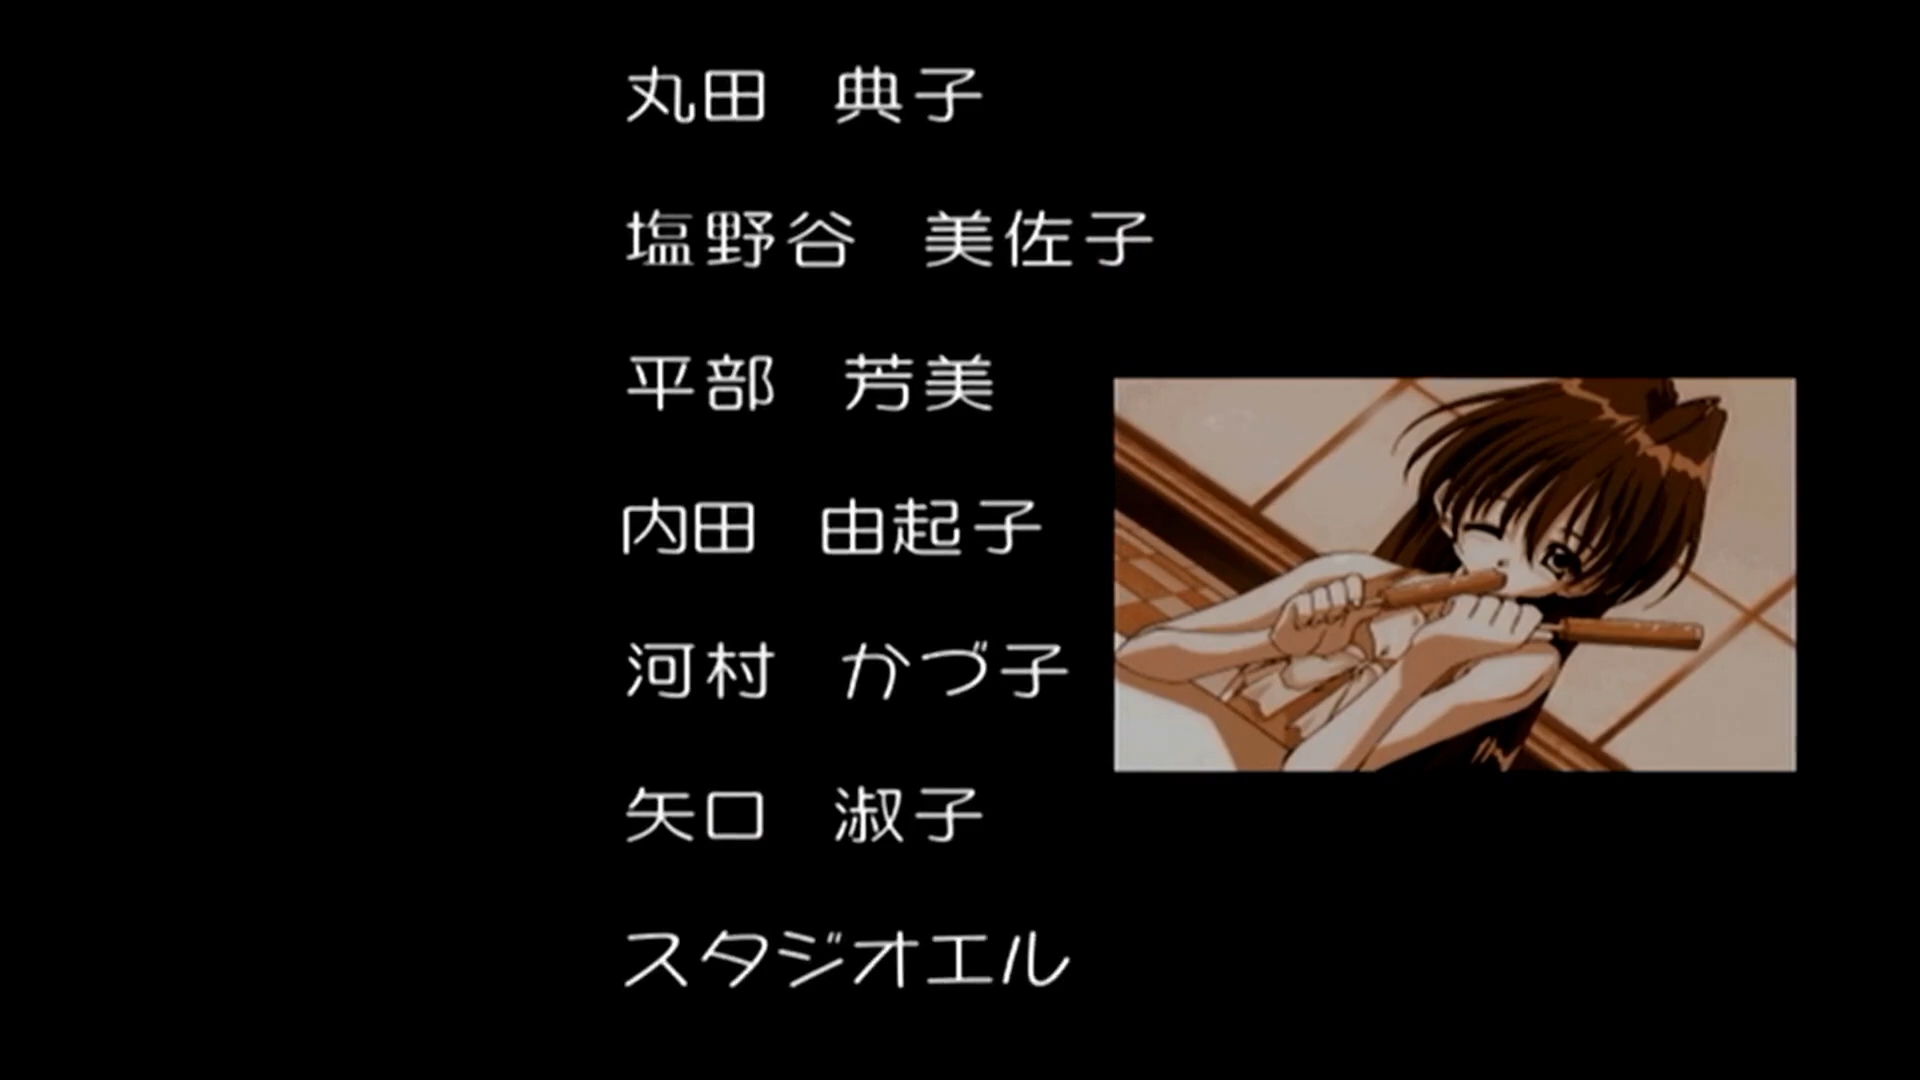 丸田 典子
塩野谷 美佐子
平部 芳美
内田 由起子
河村 かづ子
矢口 淑子
スタジオエル